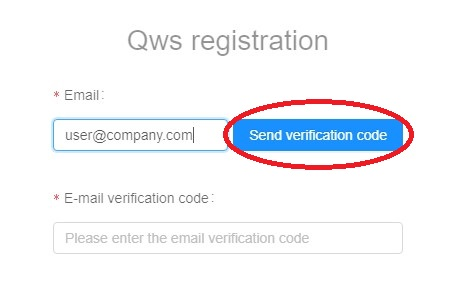 Qws registration
* Email:
user@company.com Send verification code
* E-mail verification code:
Please enter the email verification code